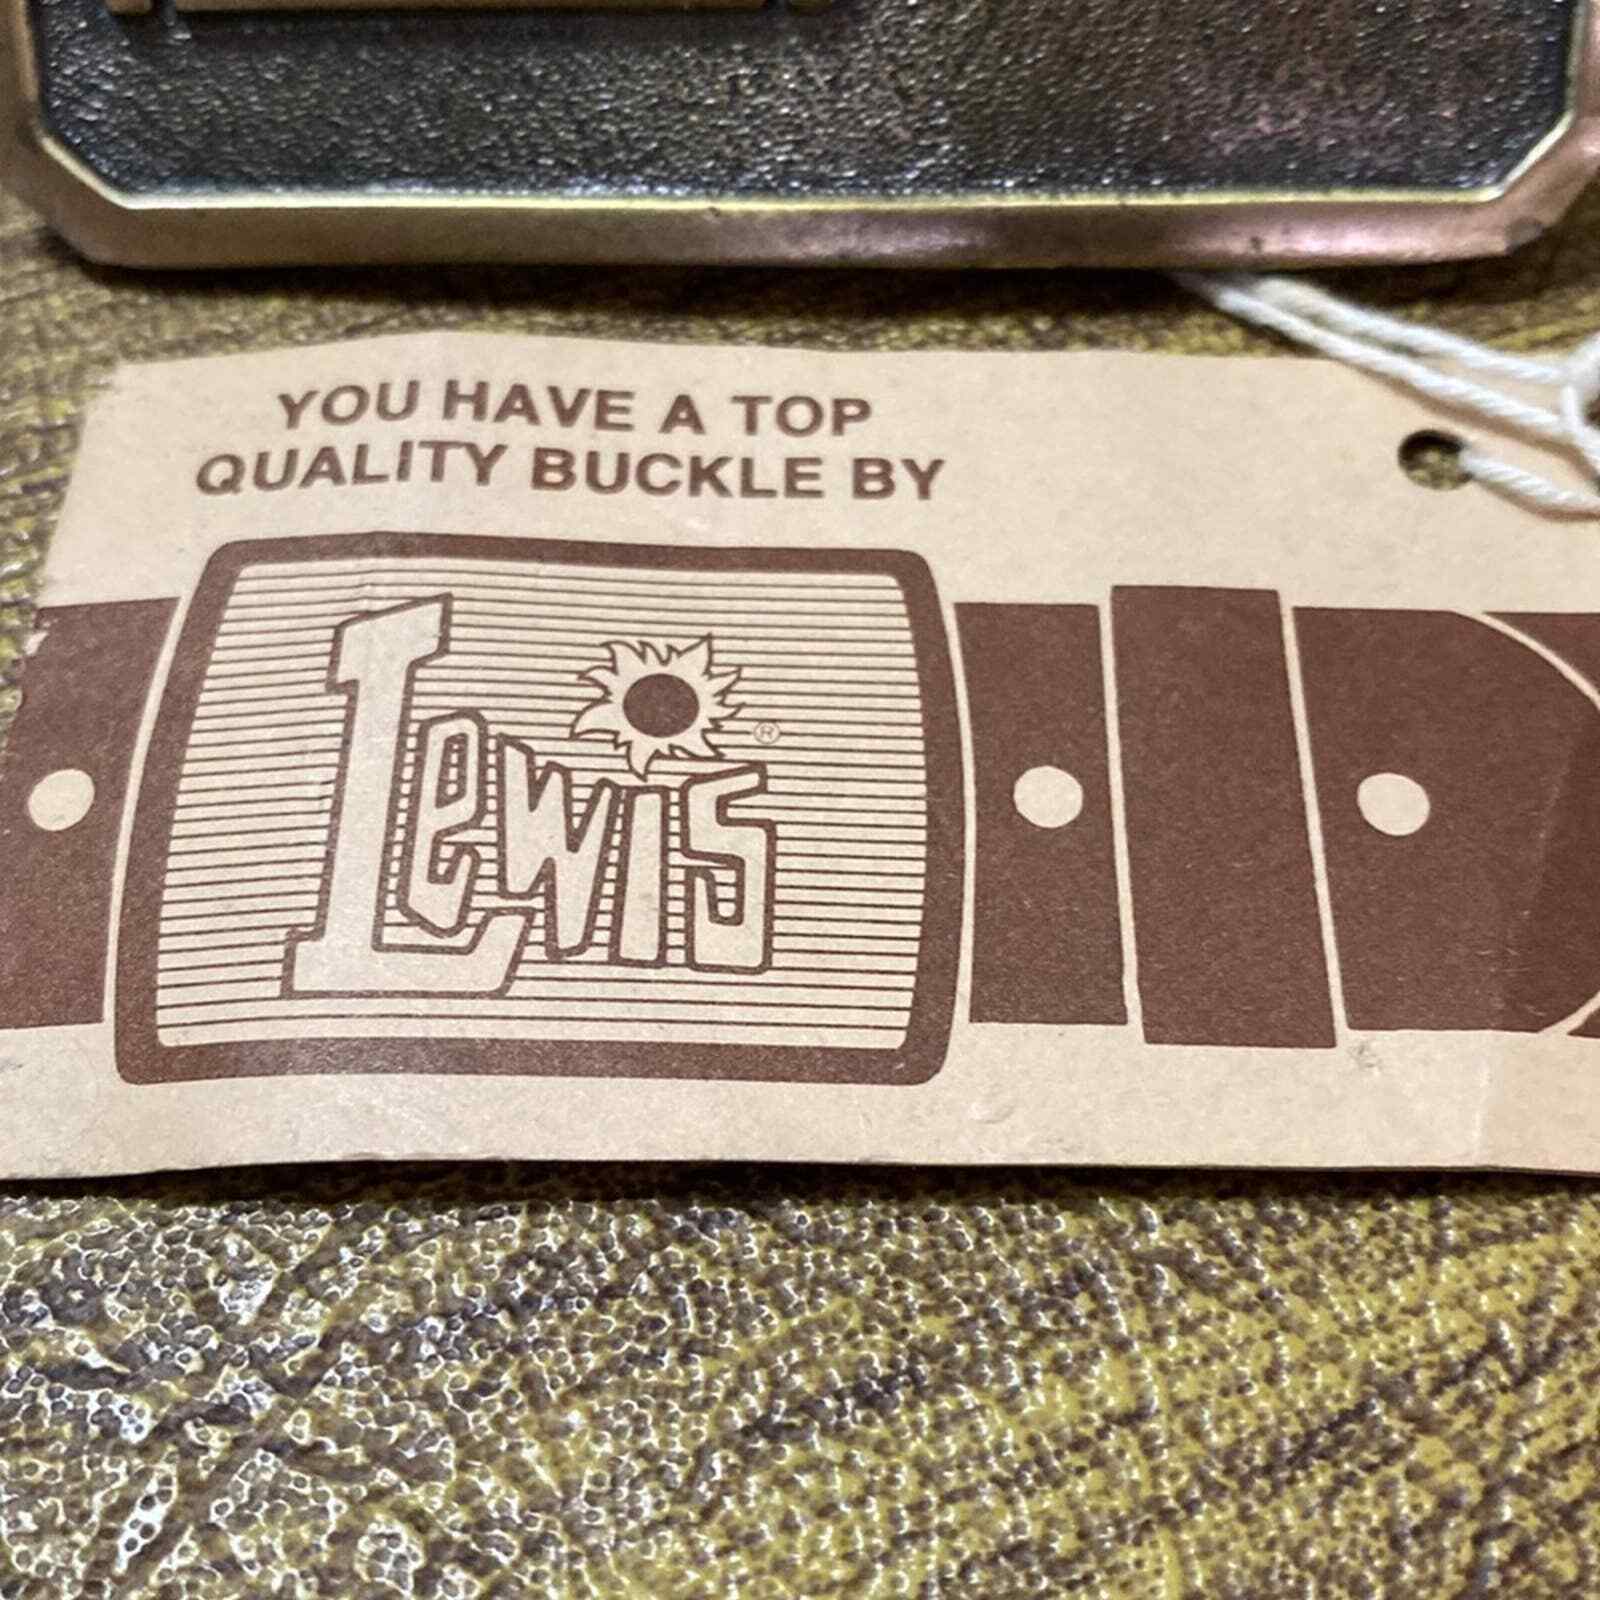 YOU HAVE A TOP
QUALITY BUCKLE BY
Lewis ®